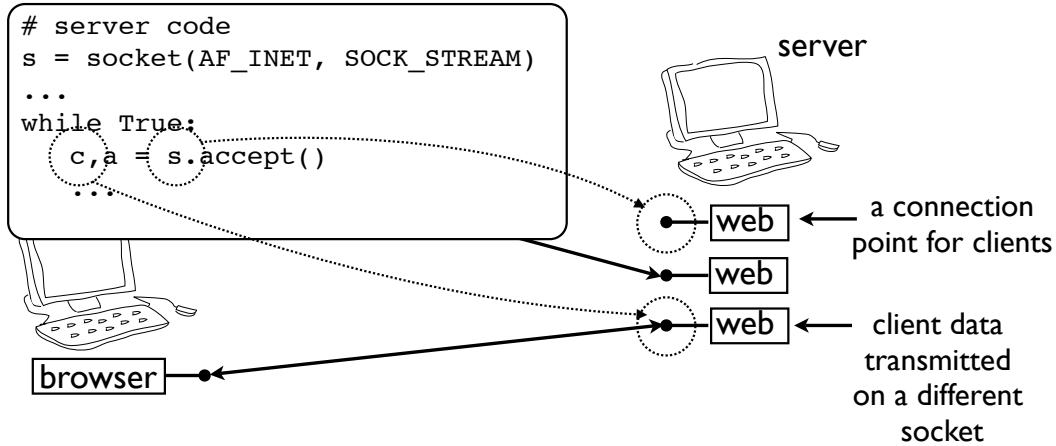 # server code
s = socket(AF_INET, SOCK_STREAM)
...
while True:
   c,a = s.accept()
   ...
server
web
a connection
point for clients
web
web
client data
transmitted
on a different
socket
browser